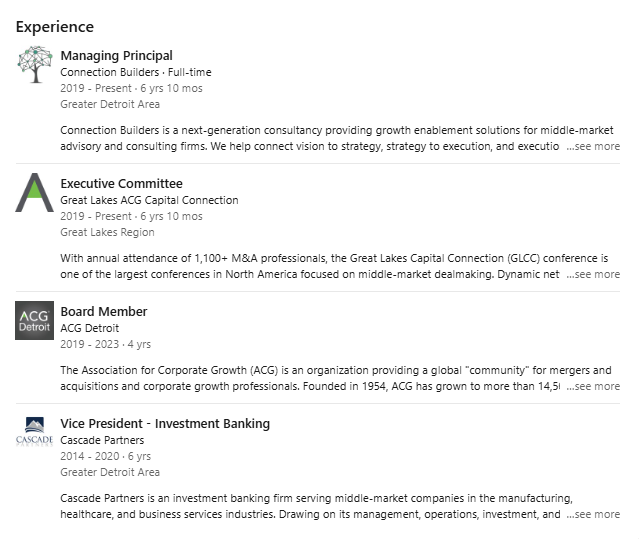 Experience
Managing Principal
Connection Builders · Full-time
2019 - Present · 6 yrs 10 mos
Greater Detroit Area
Connection Builders is a next-generation consultancy providing growth enablement solutions for middle-market
advisory and consulting firms. We help connect vision to strategy, strategy to execution, and executio ...see more
Executive Committee
Great Lakes ACG Capital Connection
2019 - Present · 6 yrs 10 mos
Great Lakes Region
With annual attendance of 1,100+ M&A professionals, the Great Lakes Capital Connection (GLCC) conference is
one of the largest conferences in North America focused on middle-market dealmaking. Dynamic net ...see more
ACG
Detroit
Board Member
ACG Detroit
2019 - 2023 · 4 yrs
The Association for Corporate Growth (ACG) is an organization providing a global "community" for mergers and
acquisitions and corporate growth professionals. Founded in 1954, ACG has grown to more than 14,5 ...see more
CASCADE
PARTNERS
Vice President - Investment Banking
Cascade Partners
2014 - 2020 · 6 yrs
Greater Detroit Area
Cascade Partners is an investment banking firm serving middle-market companies in the manufacturing,
healthcare, and business services industries. Drawing on its management, operations, investment, and ...see more